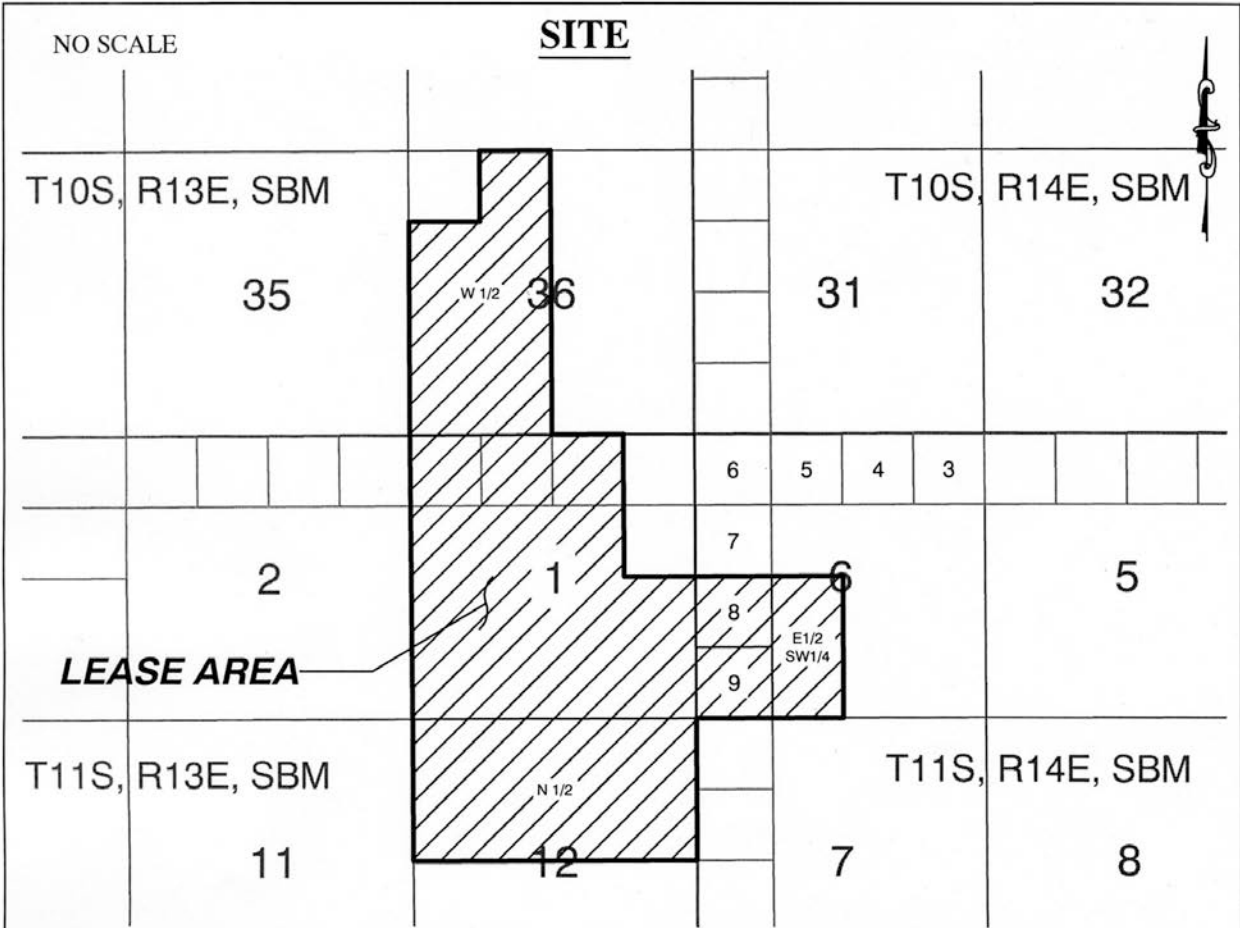 NO SCALE
SITE
T10S, R13E, SBM
T10S, R14E, SBM
35
W 1/2
36
31
32
6
5
4
3
7
2
1
6
5
8
E1/2
SW1/4
9
LEASE AREA
T11S, R13E, SBM
T11S, R14E, SBM
N 1/2
11
12
7
8